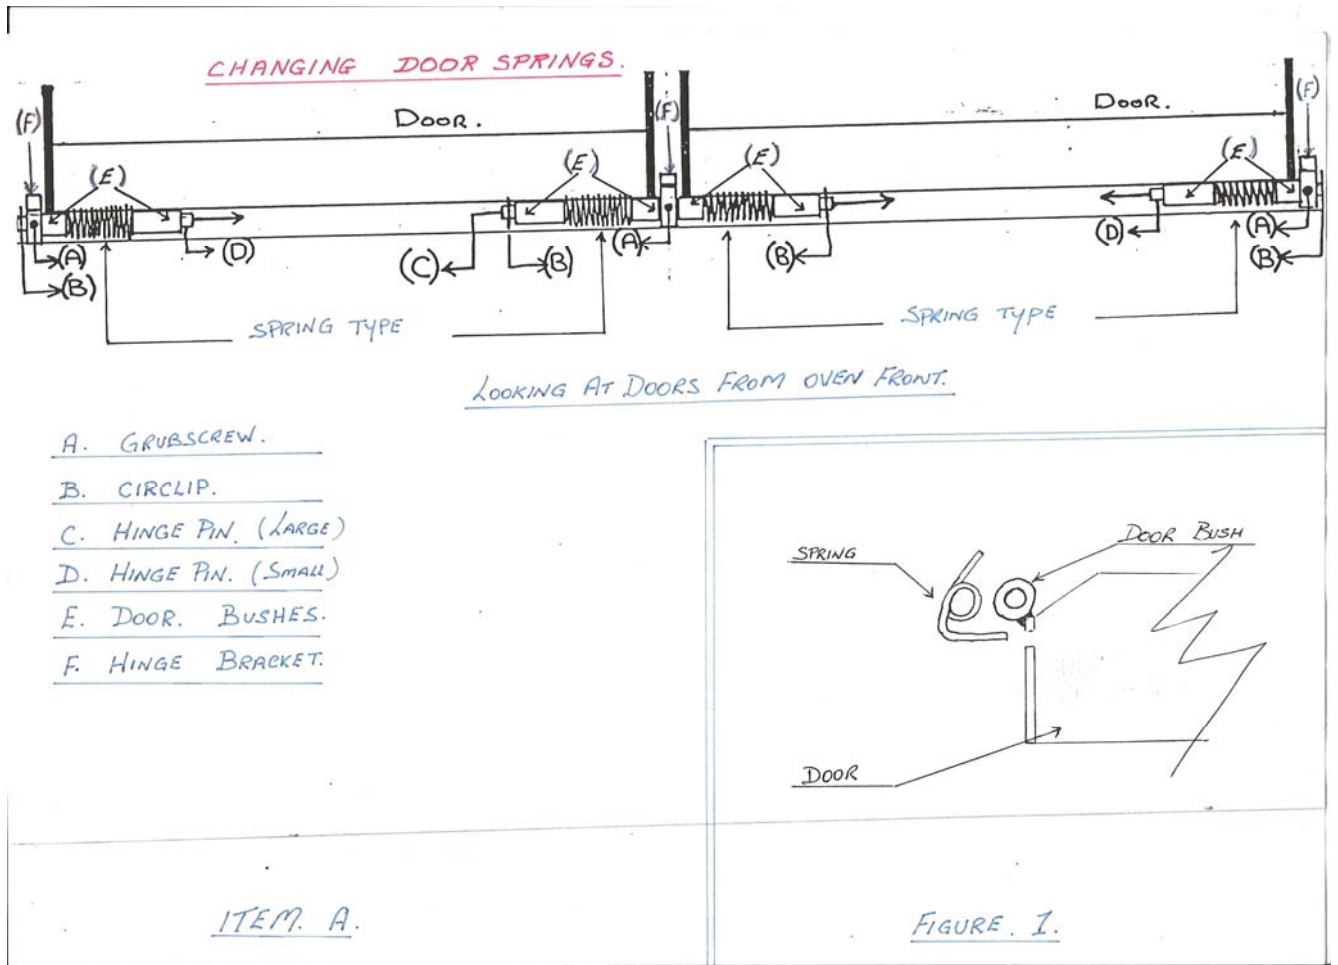 CHANGING DOOR SPRINGS.
DOOR.
DOOR.
(F)
(F)
(F)
(E)
(E)
(E)
(E)
(A)
(B)
(D)
(C)
(B)
(A)
(B)
(D)
(A)
(B)
SPRING TYPE
SPRING TYPE
LOOKING AT DOORS FROM OVEN FRONT.
A. GRUBSCREW.
B. CIRCLIP.
C. HINGE PIN. (LARGE)
D. HINGE PIN. (SMALL)
E. DOOR. BUSHES.
F. HINGE BRACKET.
SPRING
DOOR BUSH
DOOR
ITEM. A.
FIGURE. 1.